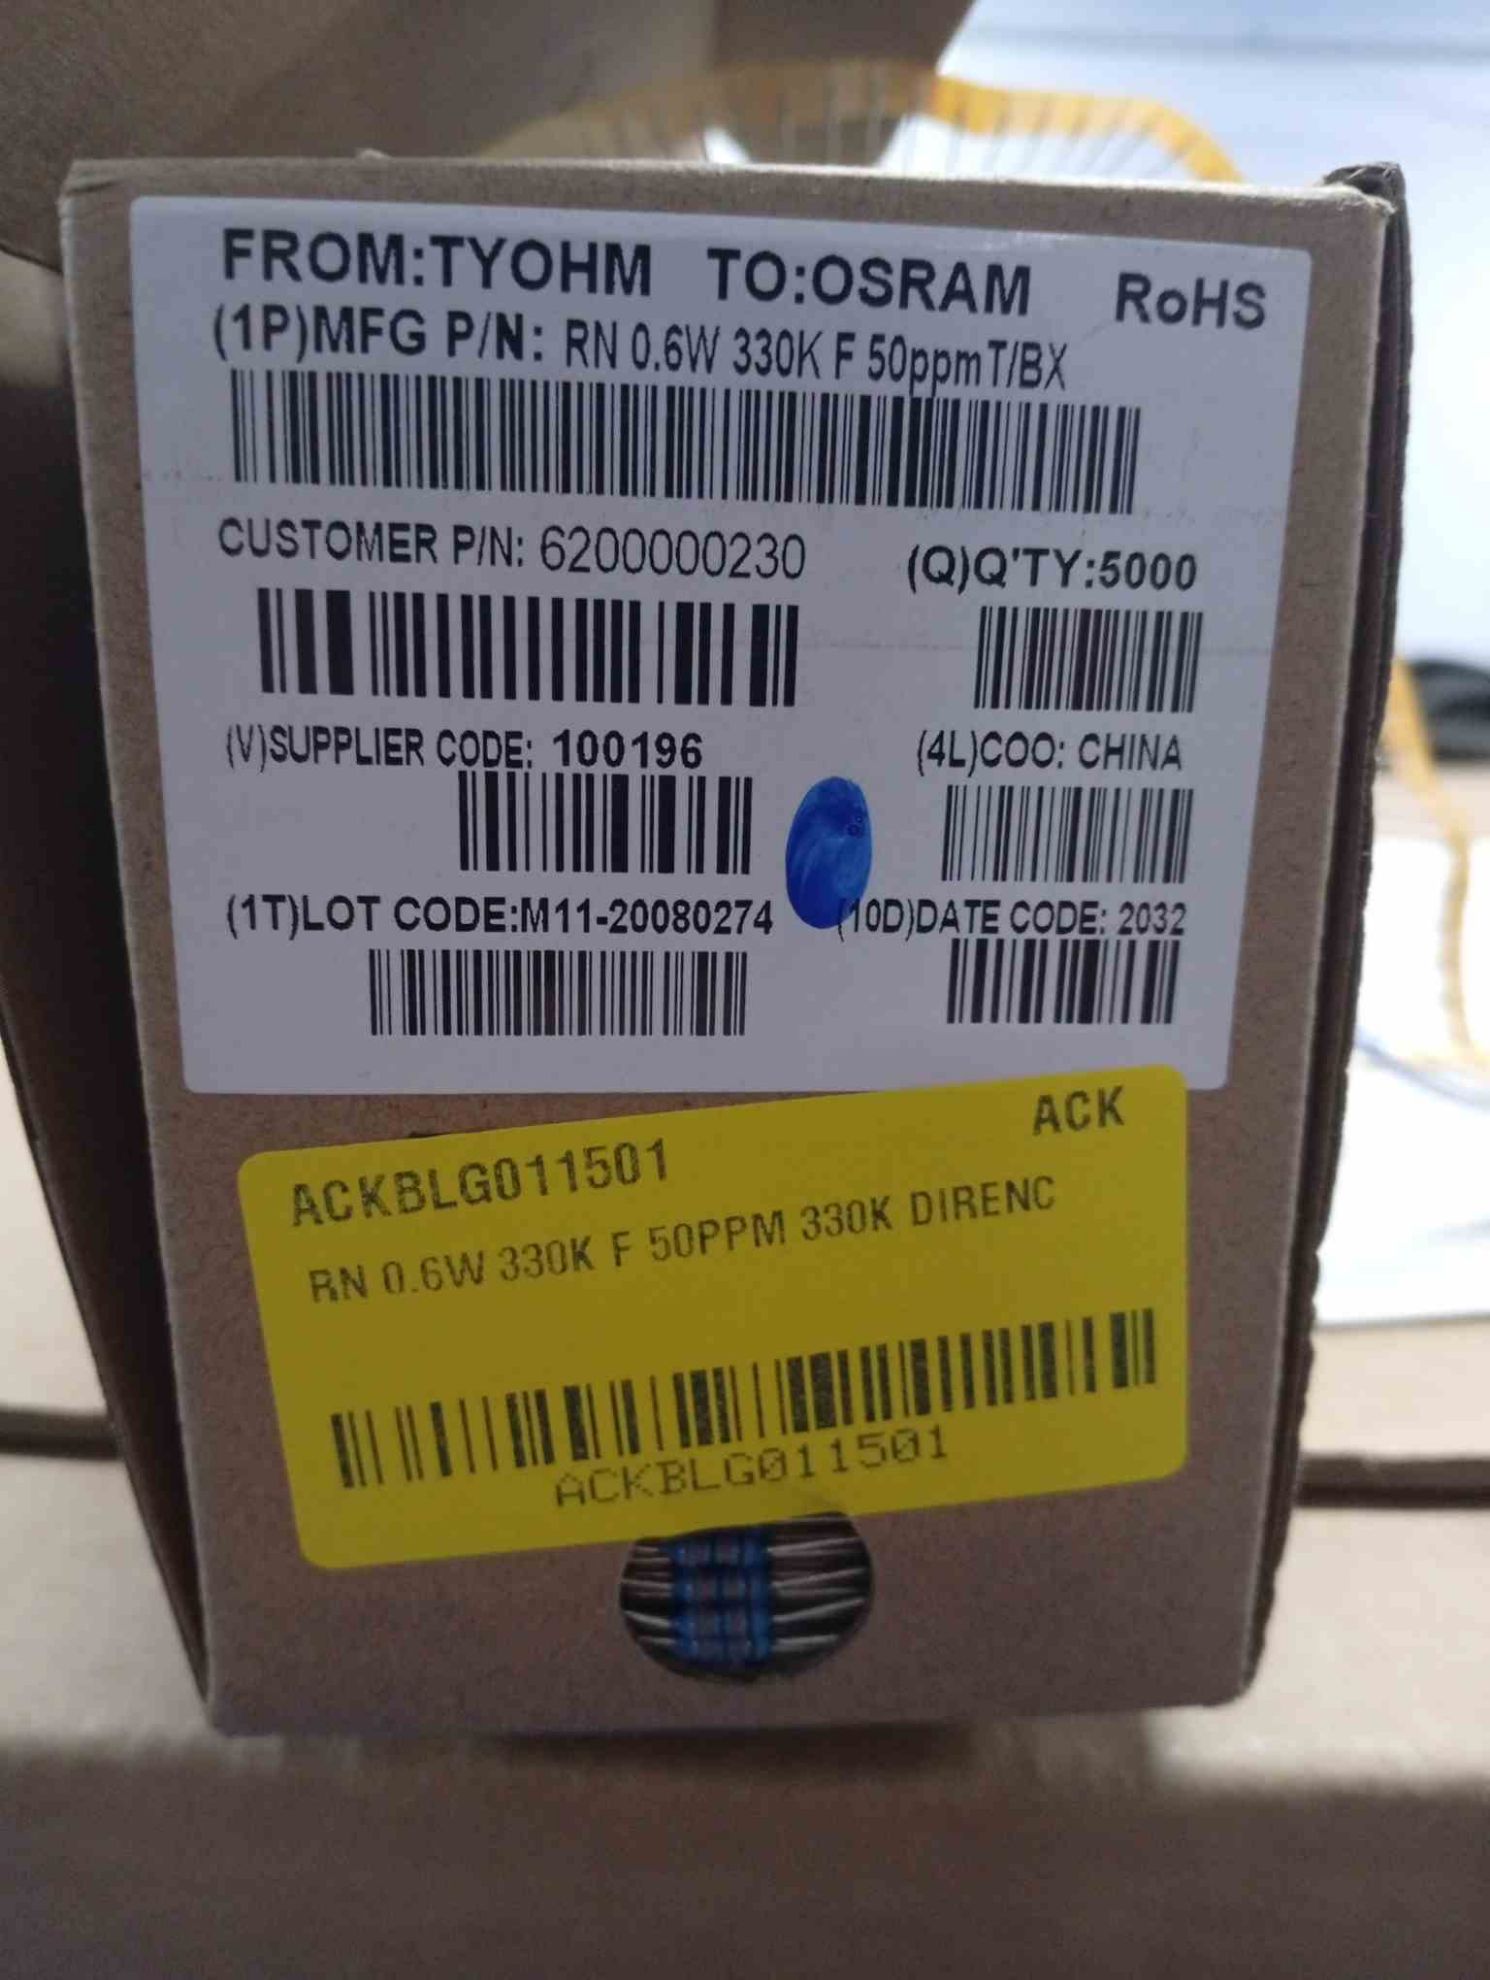 FROM:TYOHM TO:OSRAM RoHS
(1P)MFG P/N: RN 0.6W 330K F 50ppmT/BX
CUSTOMER P/N: 6200000230 (Q)Q'TY:5000
(V)SUPPLIER CODE: 100196 (4L)COO: CHINA
(1T)LOT CODE:M11-20080274 (10D)DATE CODE: 2032
ACK
ACKBLG011501
RN 0.6W 330K F 50PPM 330K DIRENC
ACKBLG011501